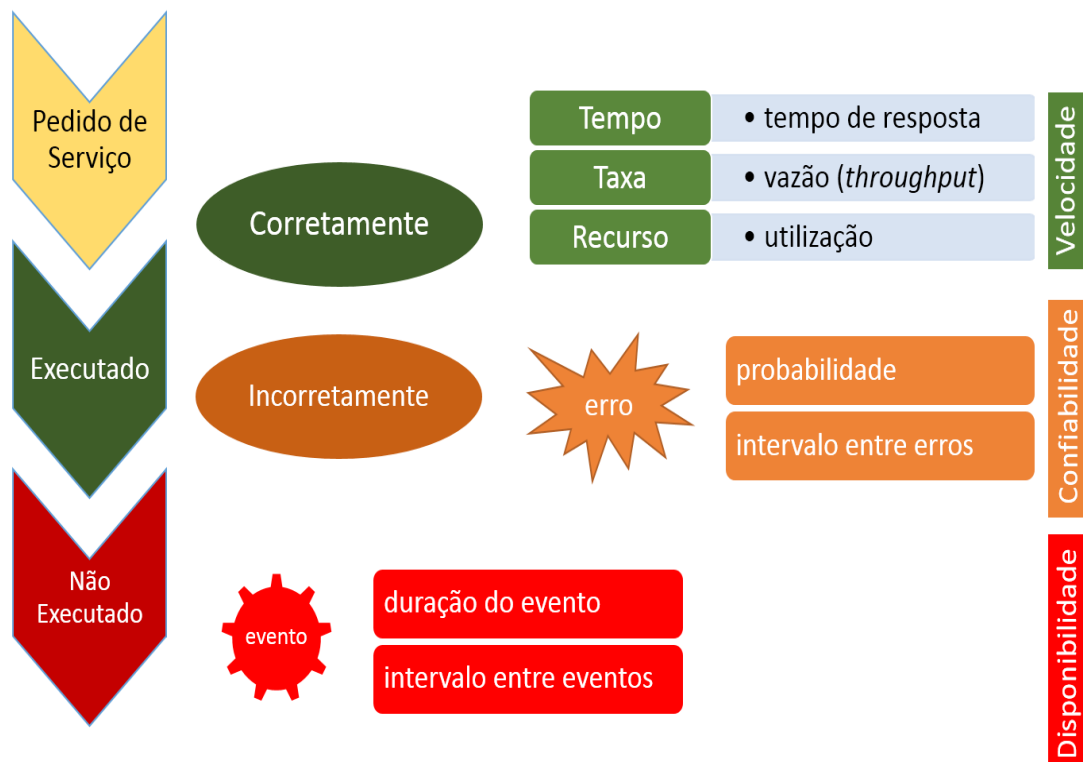 Pedido de
Serviço
Executado
Não
Executado
Corretamente
Tempo
• tempo de resposta
Taxa
• vazão (throughput)
Recurso
• utilização
Velocidade
Incorretamente
erro
probabilidade
intervalo entre erros
Confiabilidade
evento
duração do evento
intervalo entre eventos
Disponibilidade